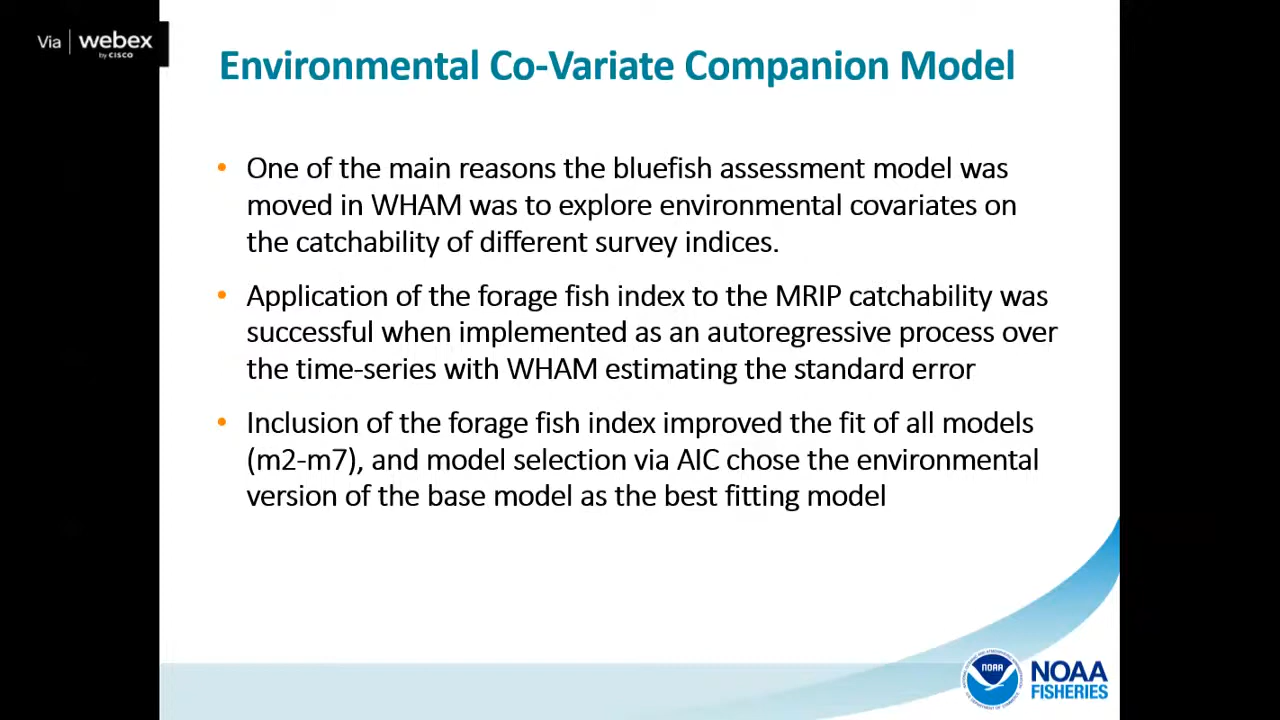 Via webex
by CISCO
Environmental Co-Variate Companion Model
• One of the main reasons the bluefish assessment model was
moved in WHAM was to explore environmental covariates on
the catchability of different survey indices.
• Application of the forage fish index to the MRIP catchability was
successful when implemented as an autoregressive process over
the time-series with WHAM estimating the standard error
• Inclusion of the forage fish index improved the fit of all models
(m2-m7), and model selection via AIC chose the environmental
version of the base model as the best fitting model
NOAA
NOAA
FISHERIES